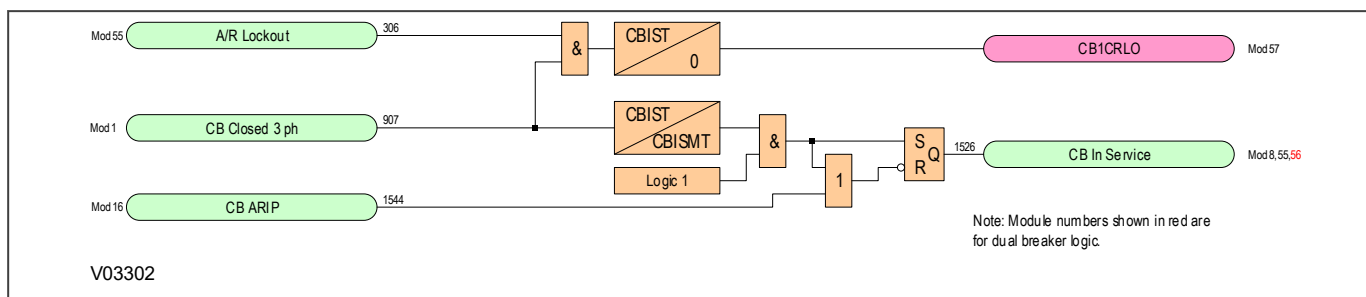 Mod 55
A/R Lockout
306
&
CBIST
0
CB1CRLO
Mod 57
Mod 1
CB Closed 3 ph
907
CBIST
CBISMT
&
S
Q
R
1526
CB In Service
Mod 8,55,56
Logic 1
1
Mod 16
CB ARIP
1544
Note: Module numbers shown in red are
for dual breaker logic.
V03302